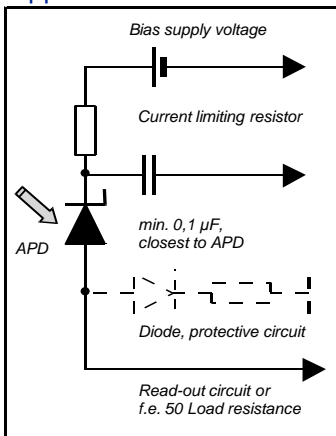 Bias supply voltage
Current limiting resistor
min. 0,1 µF,
closest to APD
APD
Diode, protective circuit
Read-out circuit or
f.e. 50 Load resistance